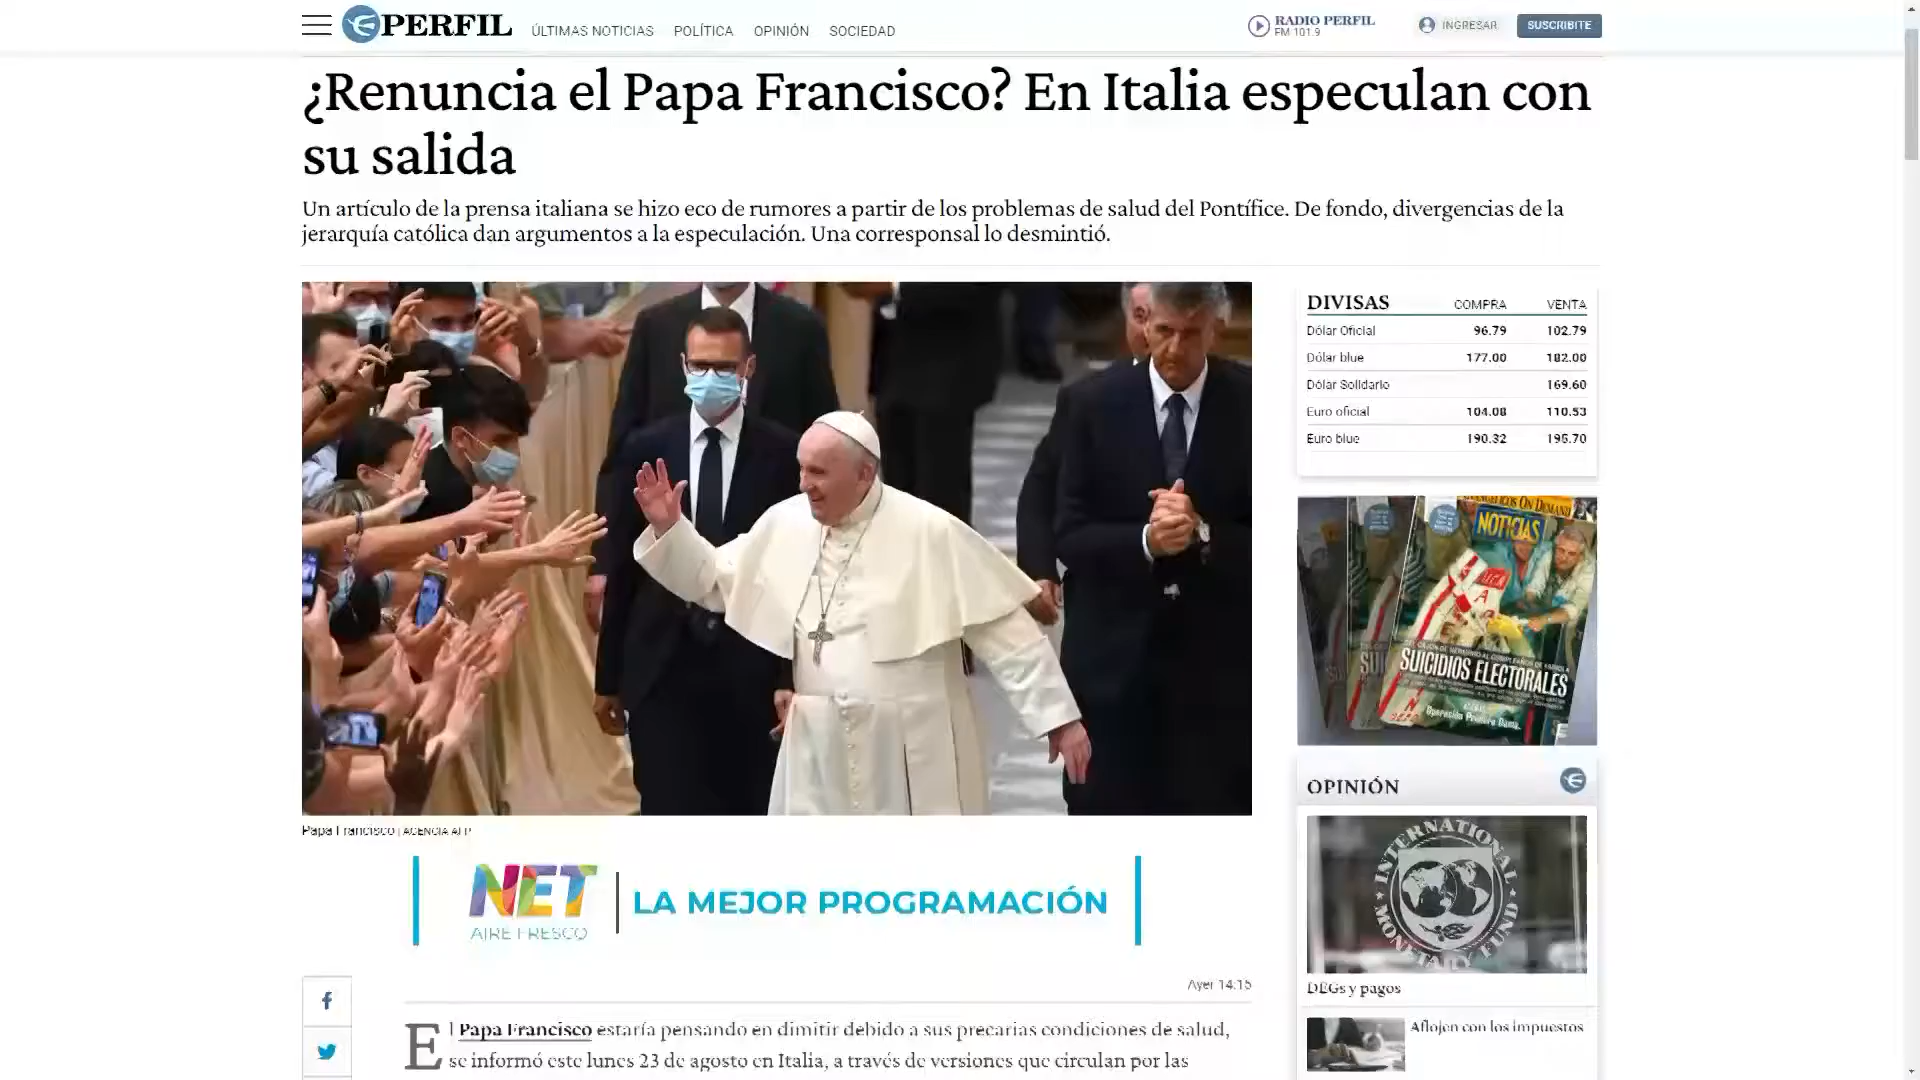 PERFIL
ÚLTIMAS NOTICIAS POLÍTICA OPINIÓN SOCIEDAD
RADIO PERFIL
FM 101.9
INGRESAR
SUSCRIBITE
¿Renuncia el Papa Francisco? En Italia especulan con
su salida
Un artículo de la prensa italiana se hizo eco de rumores a partir de los problemas de salud del Pontífice. De fondo, divergencias de la
jerarquía católica dan argumentos a la especulación. Una corresponsal lo desmintió.
DIVISAS COMPRA VENTA
Dólar Oficial 96.79 102.79
Dólar blue 177.00 182.00
Dólar Solidario 169.60
Euro oficial 104.08 110.53
Euro blue 190.32 195.70
NOTICIAS
SUICIDIOS ELECTORALES
Operación Primera Dama.
Papa Francisco | AGENCIA AFP
NET
AIRE FRESCO
LA MEJOR PROGRAMACIÓN
OPINIÓN
INTERNATIONAL
MONETARY FUND
DEGs y pagos
Aflojen con los impuestos
Ayer 14:15
El Papa Francisco estaría pensando en dimitir debido a sus precarias condiciones de salud,
se informó este lunes 23 de agosto en Italia, a través de versiones que circulan por las